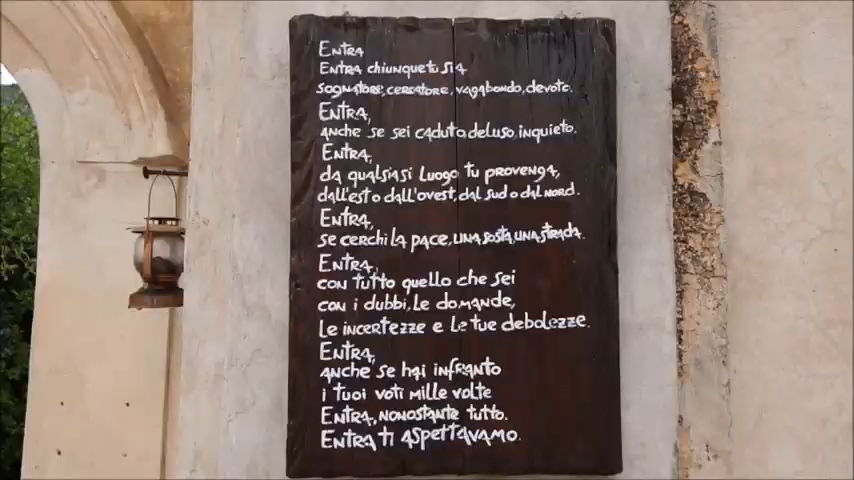 Entra
Entra chiunque tu sia
sognatore, cercatore, vagabondo, devoto.
Entra,
anche se sei caduto deluso, inquieto.
Entra,
da qualsiasi luogo tu provenga,
dall'est o dall'ovest, dal sud o dal nord.
Entra,
se cerchi la pace, una sosta, una strada.
Entra,
con tutto quello che sei
con i dubbi, le domande,
le incertezze e le tue debolezze.
Entra,
anche se hai infranto
i tuoi voti mille volte
Entra, nonostante tutto.
Entra ti aspettavamo.